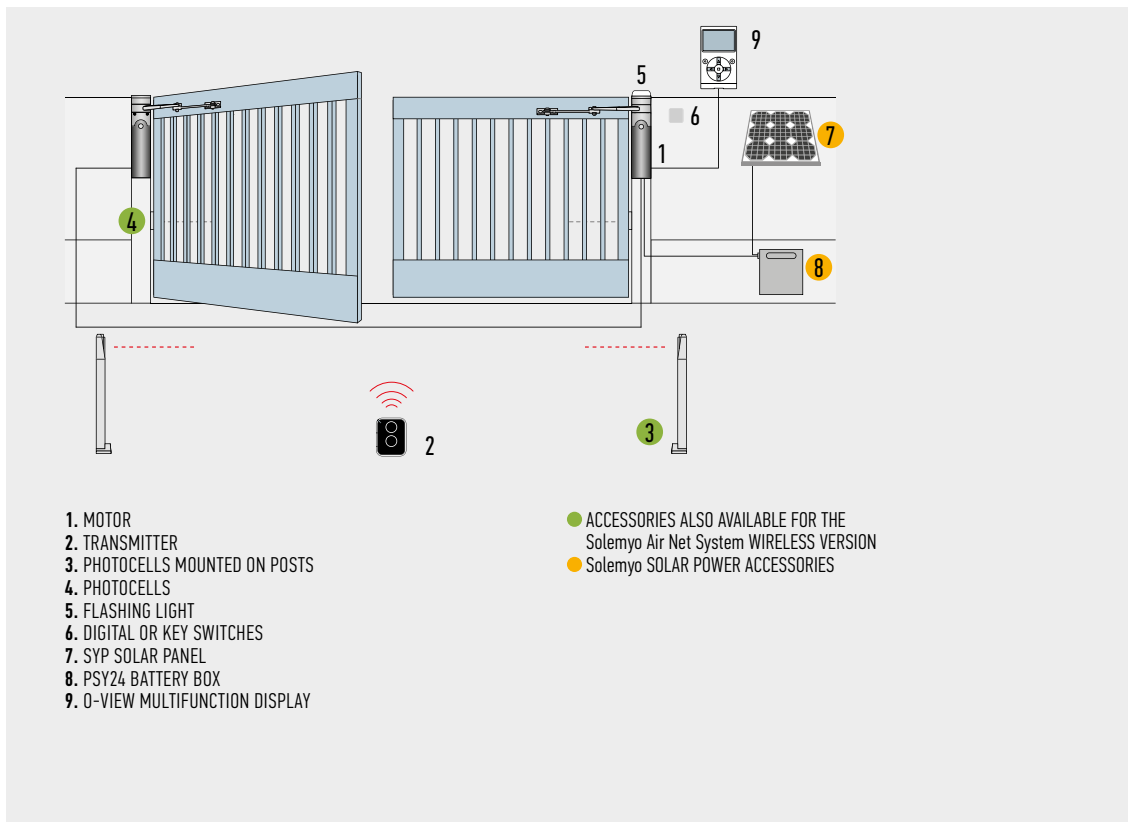 9
5
6
7
1
4
8
3
2
1. MOTOR
2. TRANSMITTER
3. PHOTOCELLS MOUNTED ON POSTS
4. PHOTOCELLS
5. FLASHING LIGHT
6. DIGITAL OR KEY SWITCHES
7. SYP SOLAR PANEL
8. PSY24 BATTERY BOX
9. O-VIEW MULTIFUNCTION DISPLAY
ACCESSORIES ALSO AVAILABLE FOR THE
Solemyo Air Net System WIRELESS VERSION
Solemyo SOLAR POWER ACCESSORIES